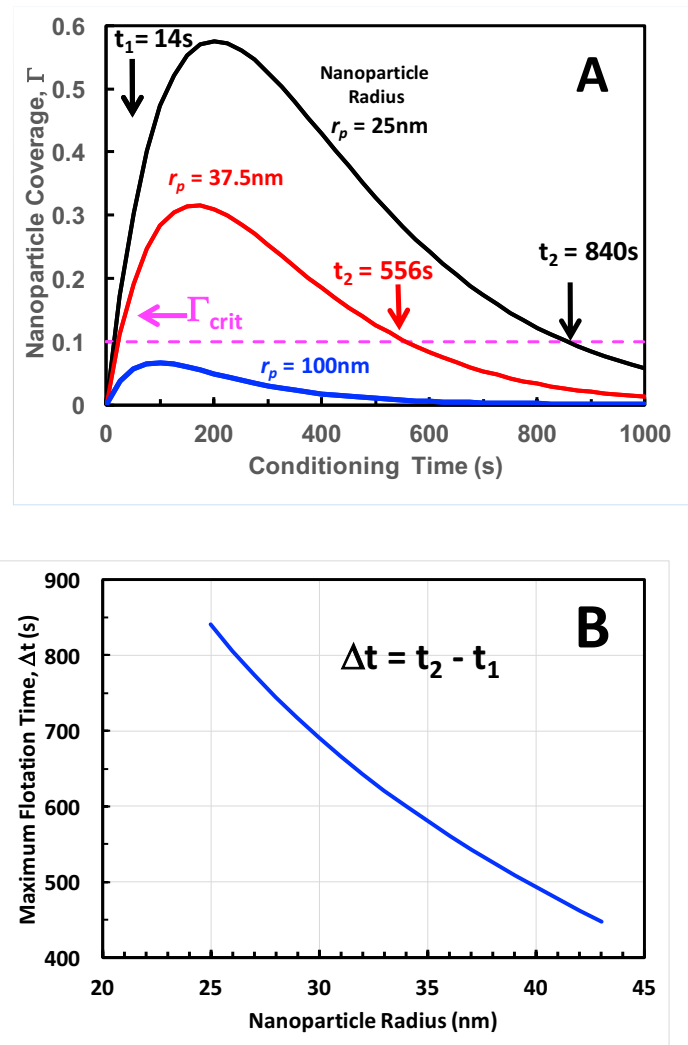 0.6
0.5
0.4
0.3
0.2
0.1
0
Nanoparticle Coverage, Γ
t1= 14s
A
Nanoparticle
Radius
rp = 25nm
rp = 37.5nm
t2 = 840s
t2 = 556s
Γcrit
rp = 100nm
0 200 400 600 800 1000
Conditioning Time (s)
900
800
700
600
500
400
Maximum Flotation Time, Δt (s)
B
Δt = t2 - t1
20 25 30 35 40 45
Nanoparticle Radius (nm)